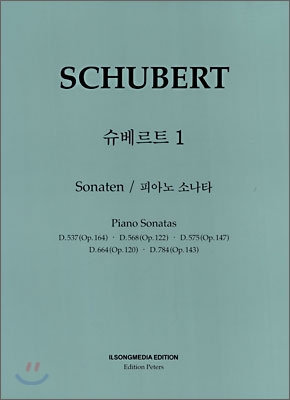 SCHUBERT
슈베르트 1
Sonaten / 피아노 소나타
Piano Sonatas
D.537(Op.164) · D.568(Op.122) · D.575(Op.147)
D.664(Op.120) · D.784(Op.143)
ILSONGMEDIA EDITION
Edition Peters